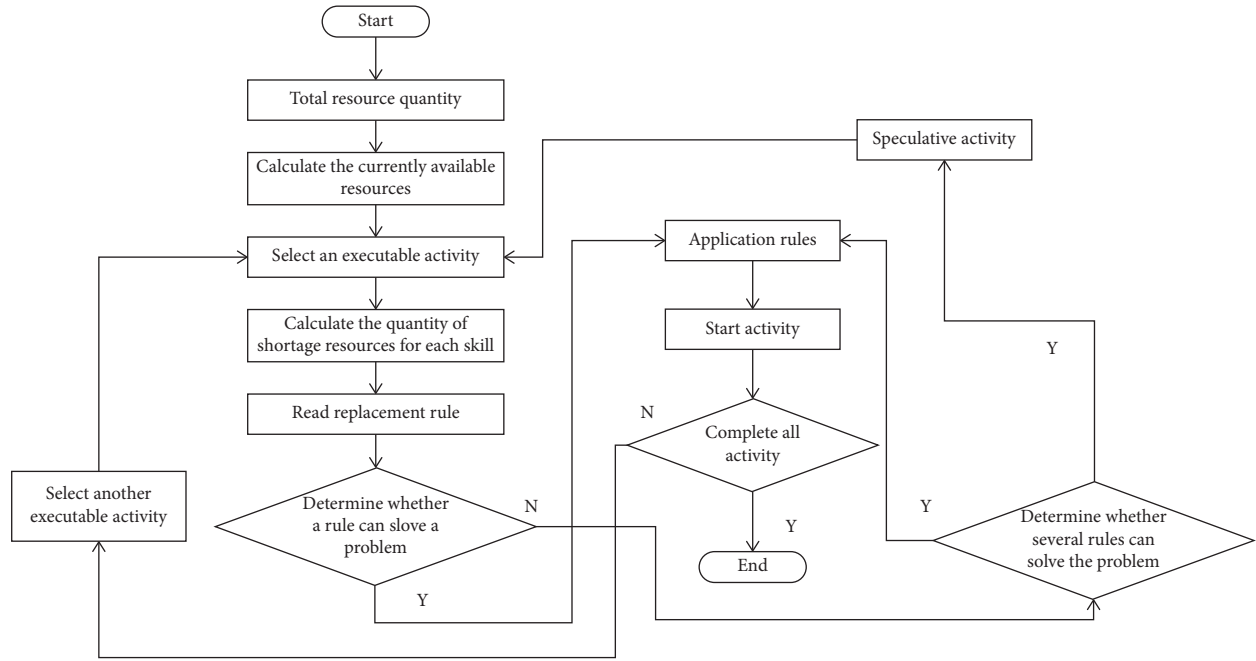 Start
Total resource quantity
Calculate the currently available
resources
Select an executable activity
Calculate the quantity of
shortage resources for each skill
Read replacement rule
Determine whether
a rule can slove a
problem
N
Y
Select another
executable activity
Application rules
Start activity
N
Complete all
activity
Y
End
Speculative activity
Y
Y
Determine whether
several rules can
solve the problem